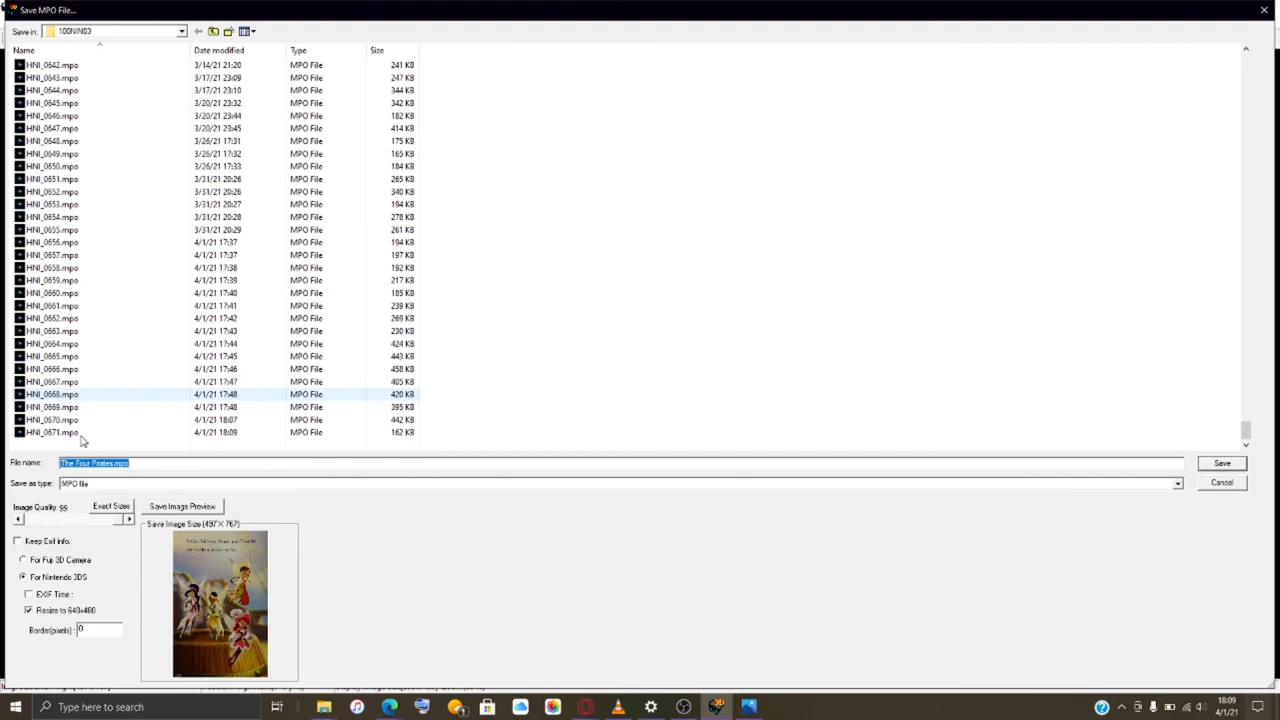 Save MPO File...
Save in: 100NIN03
Name Date modified Type Size
HNI_0642.mpo 3/14/21 21:20 MPO File 241 KB
HNI_0643.mpo 3/17/21 23:09 MPO File 247 KB
HNI_0644.mpo 3/17/21 23:10 MPO File 344 KB
HNI_0645.mpo 3/20/21 23:32 MPO File 342 KB
HNI_0646.mpo 3/20/21 23:44 MPO File 182 KB
HNI_0647.mpo 3/20/21 23:45 MPO File 414 KB
HNI_0648.mpo 3/26/21 17:31 MPO File 175 KB
HNI_0649.mpo 3/26/21 17:32 MPO File 165 KB
HNI_0650.mpo 3/26/21 17:33 MPO File 184 KB
HNI_0651.mpo 3/31/21 20:26 MPO File 265 KB
HNI_0652.mpo 3/31/21 20:26 MPO File 340 KB
HNI_0653.mpo 3/31/21 20:27 MPO File 194 KB
HNI_0654.mpo 3/31/21 20:28 MPO File 278 KB
HNI_0655.mpo 3/31/21 20:29 MPO File 261 KB
HNI_0656.mpo 4/1/21 17:37 MPO File 194 KB
HNI_0657.mpo 4/1/21 17:37 MPO File 197 KB
HNI_0658.mpo 4/1/21 17:38 MPO File 192 KB
HNI_0659.mpo 4/1/21 17:39 MPO File 217 KB
HNI_0660.mpo 4/1/21 17:40 MPO File 185 KB
HNI_0661.mpo 4/1/21 17:41 MPO File 239 KB
HNI_0662.mpo 4/1/21 17:42 MPO File 269 KB
HNI_0663.mpo 4/1/21 17:43 MPO File 230 KB
HNI_0664.mpo 4/1/21 17:44 MPO File 424 KB
HNI_0665.mpo 4/1/21 17:45 MPO File 443 KB
HNI_0666.mpo 4/1/21 17:46 MPO File 458 KB
HNI_0667.mpo 4/1/21 17:47 MPO File 405 KB
HNI_0668.mpo 4/1/21 17:48 MPO File 420 KB
HNI_0669.mpo 4/1/21 17:48 MPO File 395 KB
HNI_0670.mpo 4/1/21 18:07 MPO File 442 KB
HNI_0671.mpo 4/1/21 18:09 MPO File 162 KB
File name: The Four Pirates.mpo Save
Save as type: MPO file Cancel
Image Quality: 99 Exact Sizes Save Image Preview
Save Image Size (497×767)
Keep Exif info.
For Fuji 3D Camera
For Nintendo 3DS
EXIF Time :
Resize to 640x480
Border(pixels) : 0
Type here to search
18:09
4/1/21